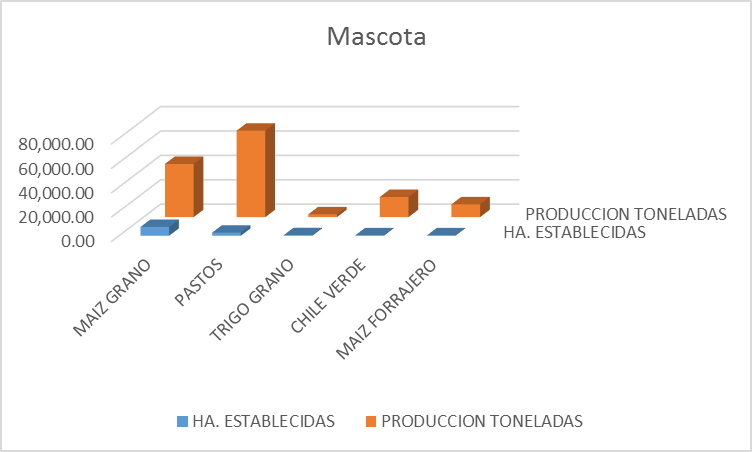 Mascota
80,000.00
60,000.00
40,000.00
20,000.00
0.00
PRODUCCION TONELADAS
HA. ESTABLECIDAS
MAIZ GRANO
PASTOS
TRIGO GRANO
CHILE VERDE
MAIZ FORRAJERO
HA. ESTABLECIDAS
PRODUCCION TONELADAS